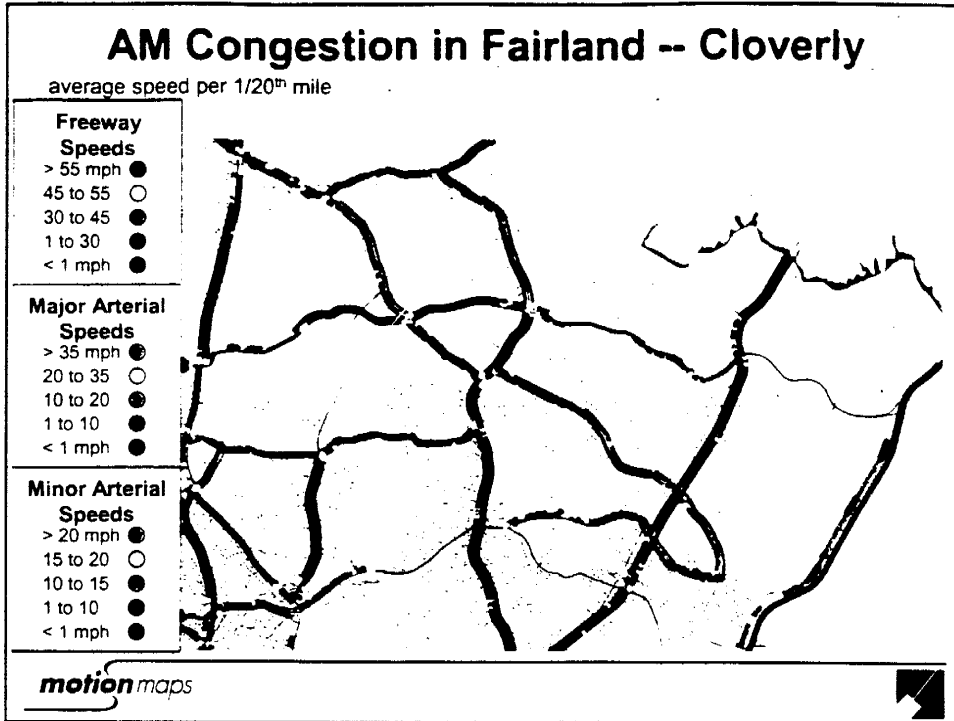 AM Congestion in Fairland -- Cloverly
average speed per 1/20th mile
Freeway
Speeds
> 55 mph
45 to 55
30 to 45
1 to 30
< 1 mph
Major Arterial
Speeds
> 35 mph
20 to 35
10 to 20
1 to 10
< 1 mph
Minor Arterial
Speeds
> 20 mph
15 to 20
10 to 15
1 to 10
< 1 mph
motionmaps